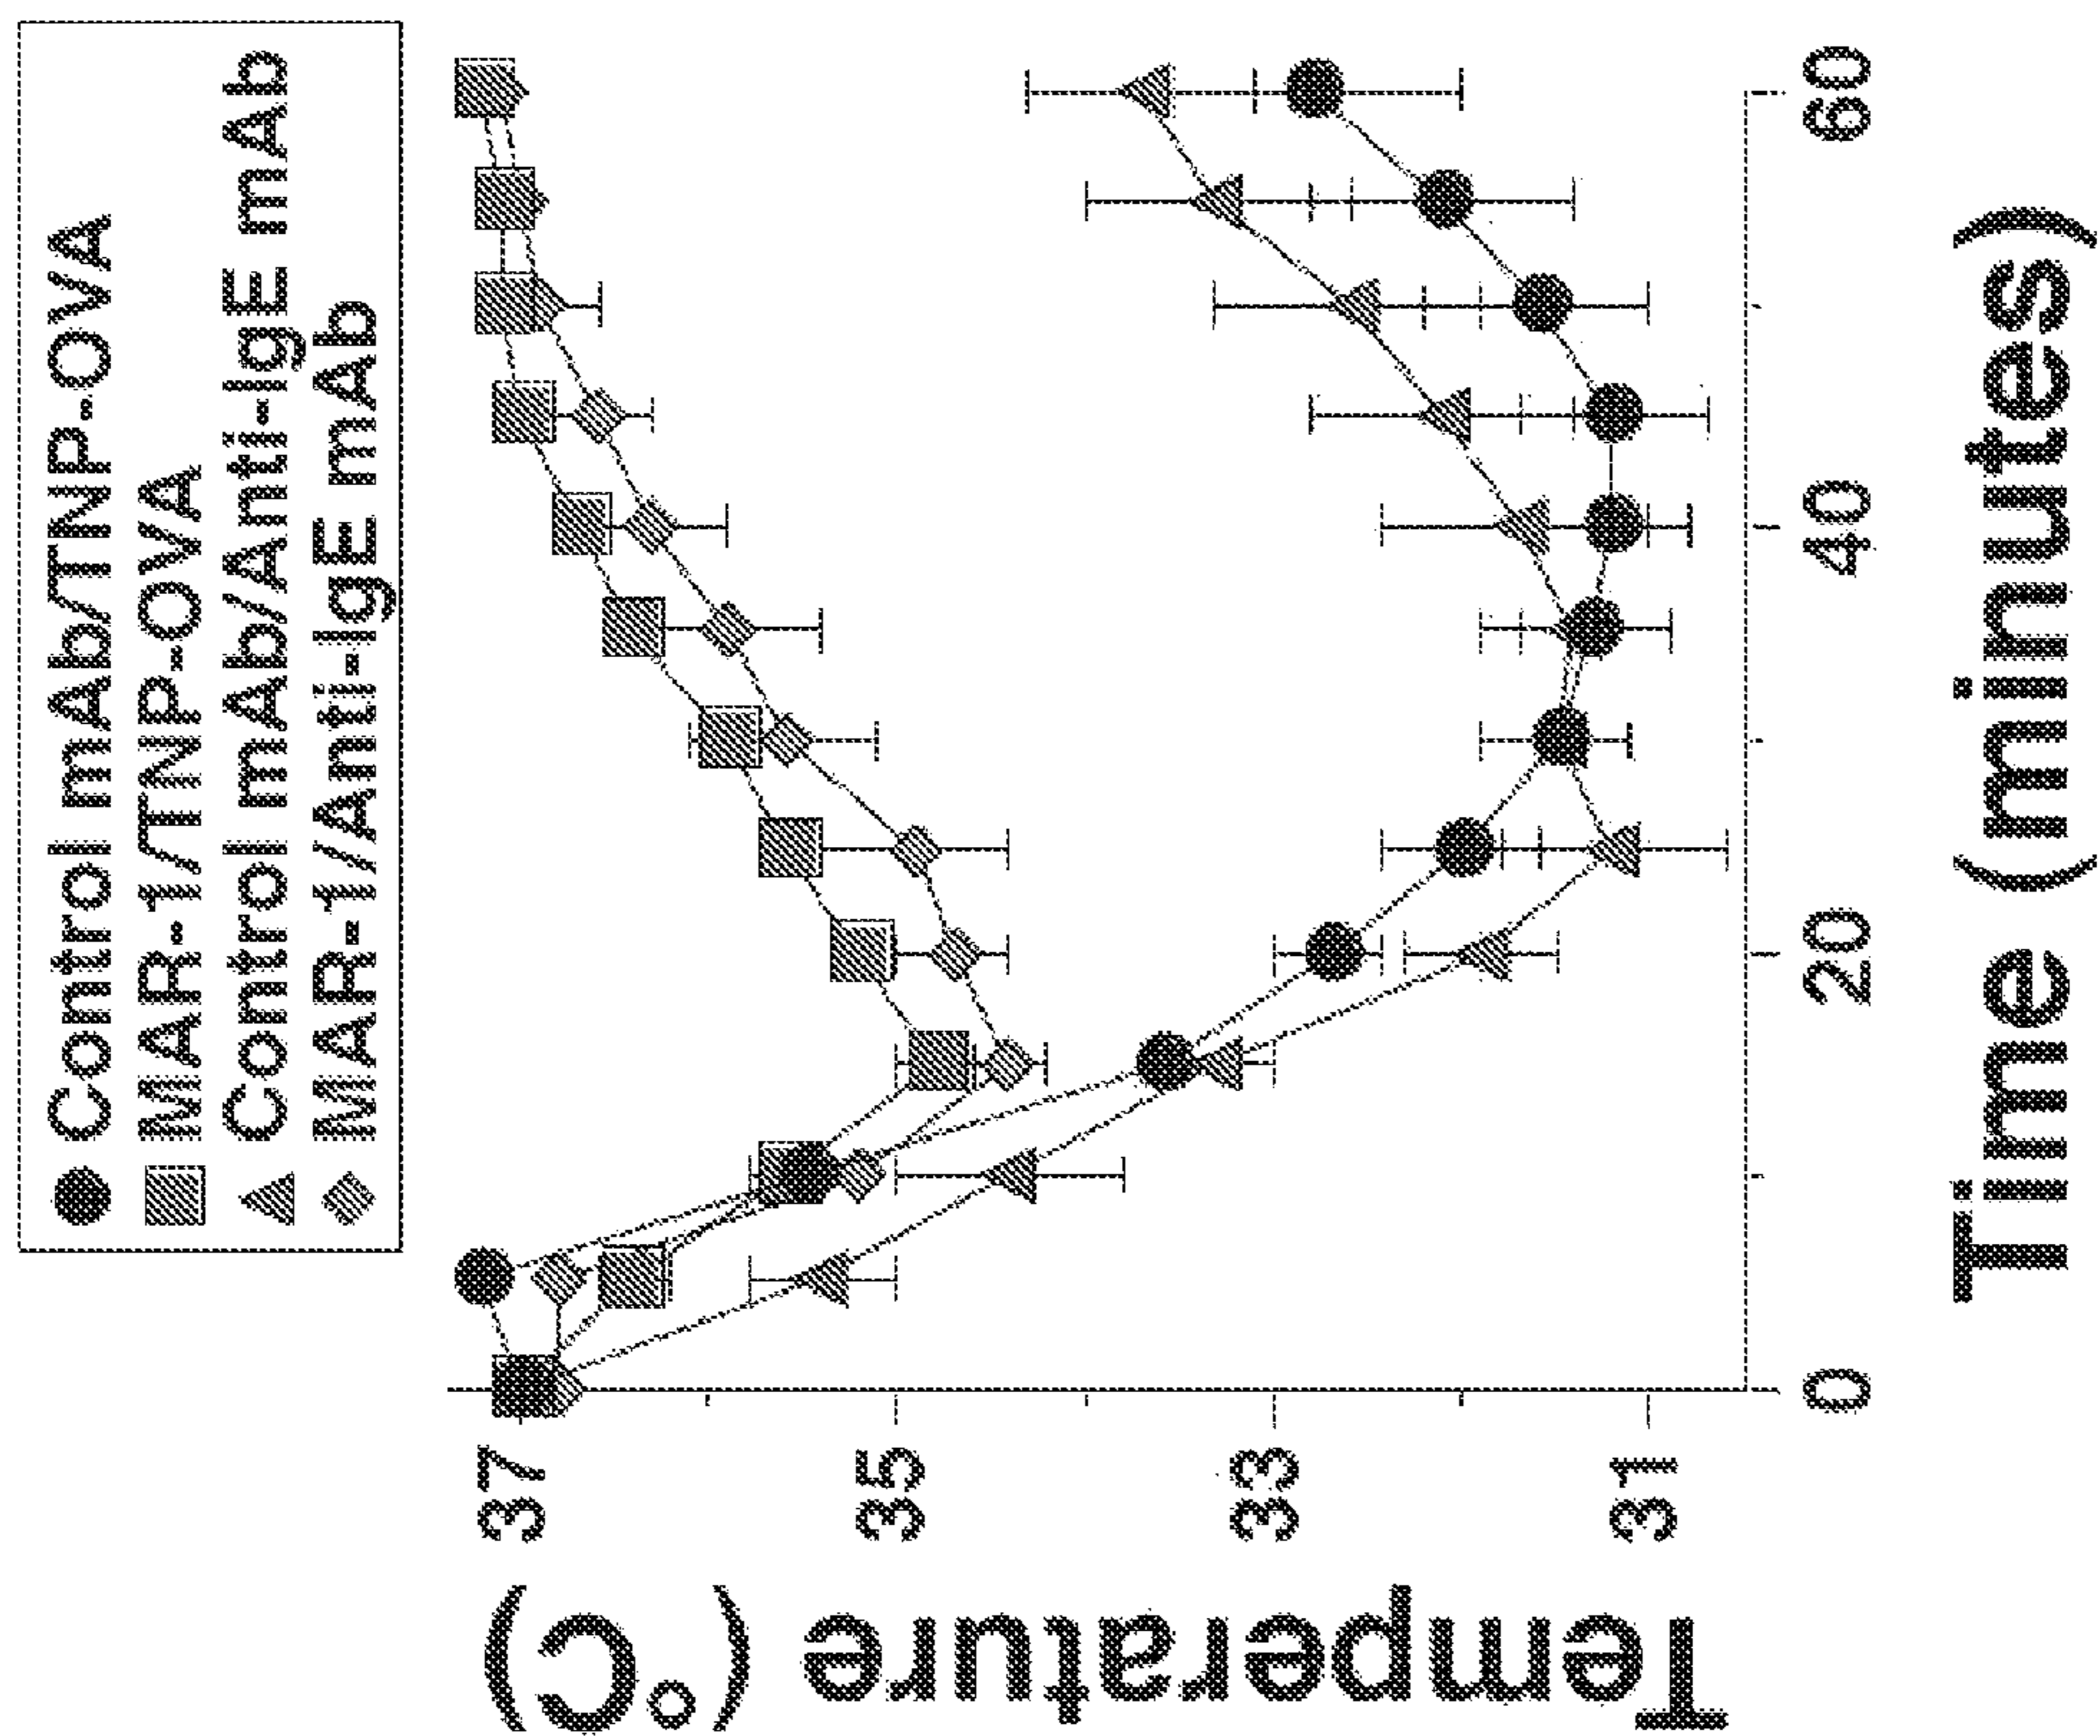 Control mAb/TNP-OVA
MAR-1/TNP-OVA
Control mAb/Anti-IgE mAb
MAR-1//Anti-IgE mAb
Temperature (°C)
37
35
33
31
0
20
40
60
Time (minutes)